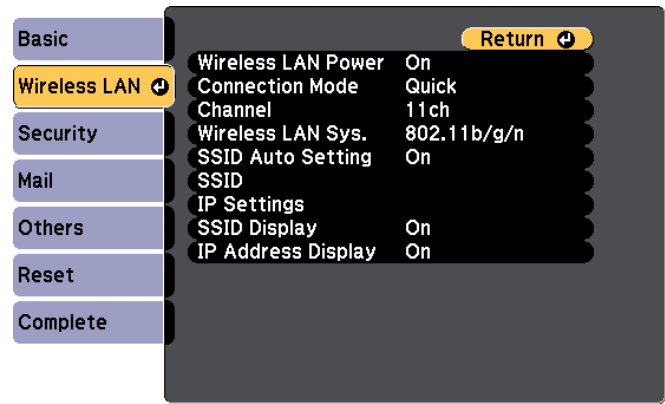 Basic
Wireless LAN
Security
Mail
Others
Reset
Complete
Return
Wireless LAN Power On
Connection Mode Quick
Channel 11ch
Wireless LAN Sys. 802.11b/g/n
SSID Auto Setting On
SSID
IP Settings
SSID Display On
IP Address Display On